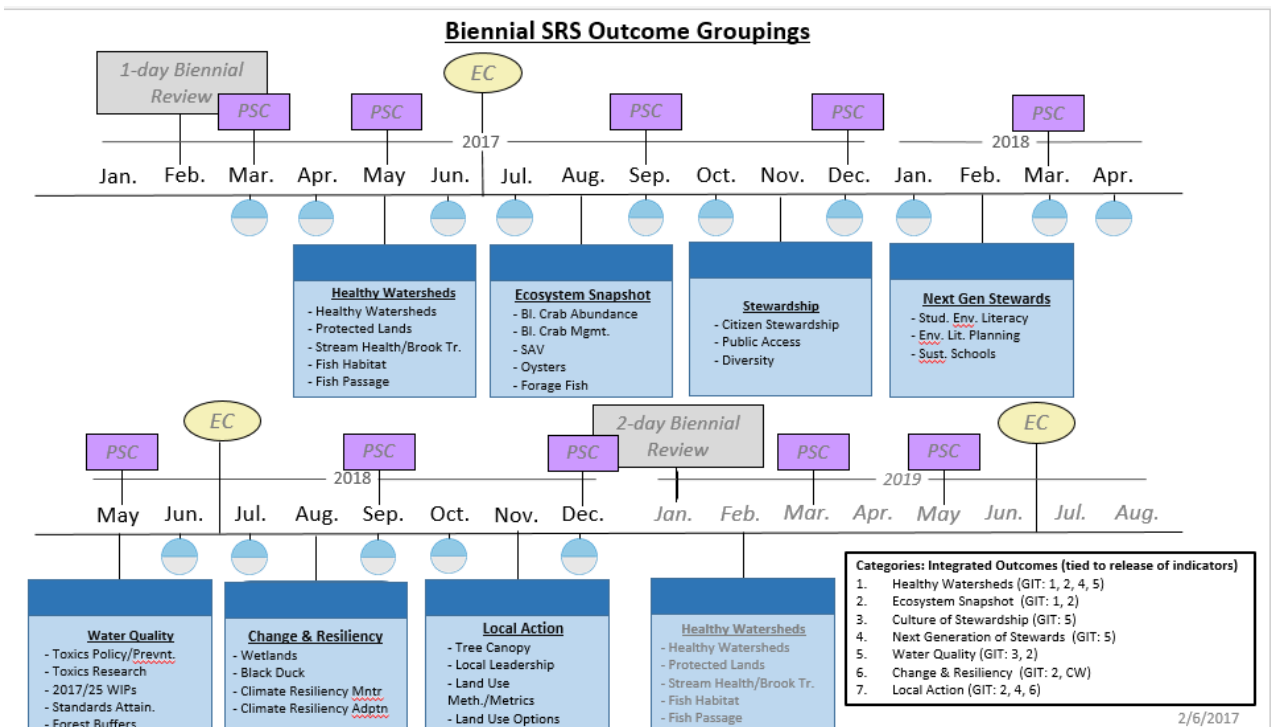 Biennial SRS Outcome Groupings
1-day Biennial
Review
EC
PSC
PSC
PSC
PSC
PSC
2017
2018
Jan. Feb. Mar. Apr. May Jun. Jul. Aug. Sep. Oct. Nov. Dec. Jan. Feb. Mar. Apr.
Healthy Watersheds
- Healthy Watersheds
- Protected Lands
- Stream Health/Brook Tr.
- Fish Habitat
- Fish Passage
Ecosystem Snapshot
- Bl. Crab Abundance
- Bl. Crab Mgmt.
- SAV
- Oysters
- Forage Fish
Stewardship
- Citizen Stewardship
- Public Access
- Diversity
Next Gen Stewards
- Stud. Env. Literacy
- Env. Lit. Planning
- Sust. Schools
EC
2-day Biennial
Review
EC
PSC
PSC
PSC
PSC
PSC
2018
2019
May Jun. Jul. Aug. Sep. Oct. Nov. Dec. Jan. Feb. Mar. Apr. May Jun. Jul. Aug.
Water Quality
- Toxics Policy/Prevnt.
- Toxics Research
- 2017/25 WIPs
- Standards Attain.
- Forest Buffers
Change & Resiliency
- Wetlands
- Black Duck
- Climate Resiliency Mntr
- Climate Resiliency Adptn
Local Action
- Tree Canopy
- Local Leadership
- Land Use
Meth./Metrics
- Land Use Options
Healthy Watersheds
- Healthy Watersheds
- Protected Lands
- Stream Health/Brook Tr.
- Fish Habitat
- Fish Passage
Categories: Integrated Outcomes (tied to release of indicators)
1. Healthy Watersheds (GIT: 1, 2, 4, 5)
2. Ecosystem Snapshot (GIT: 1, 2)
3. Culture of Stewardship (GIT: 5)
4. Next Generation of Stewards (GIT: 5)
5. Water Quality (GIT: 3, 2)
6. Change & Resiliency (GIT: 2, CW)
7. Local Action (GIT: 2, 4, 6)
2/6/2017